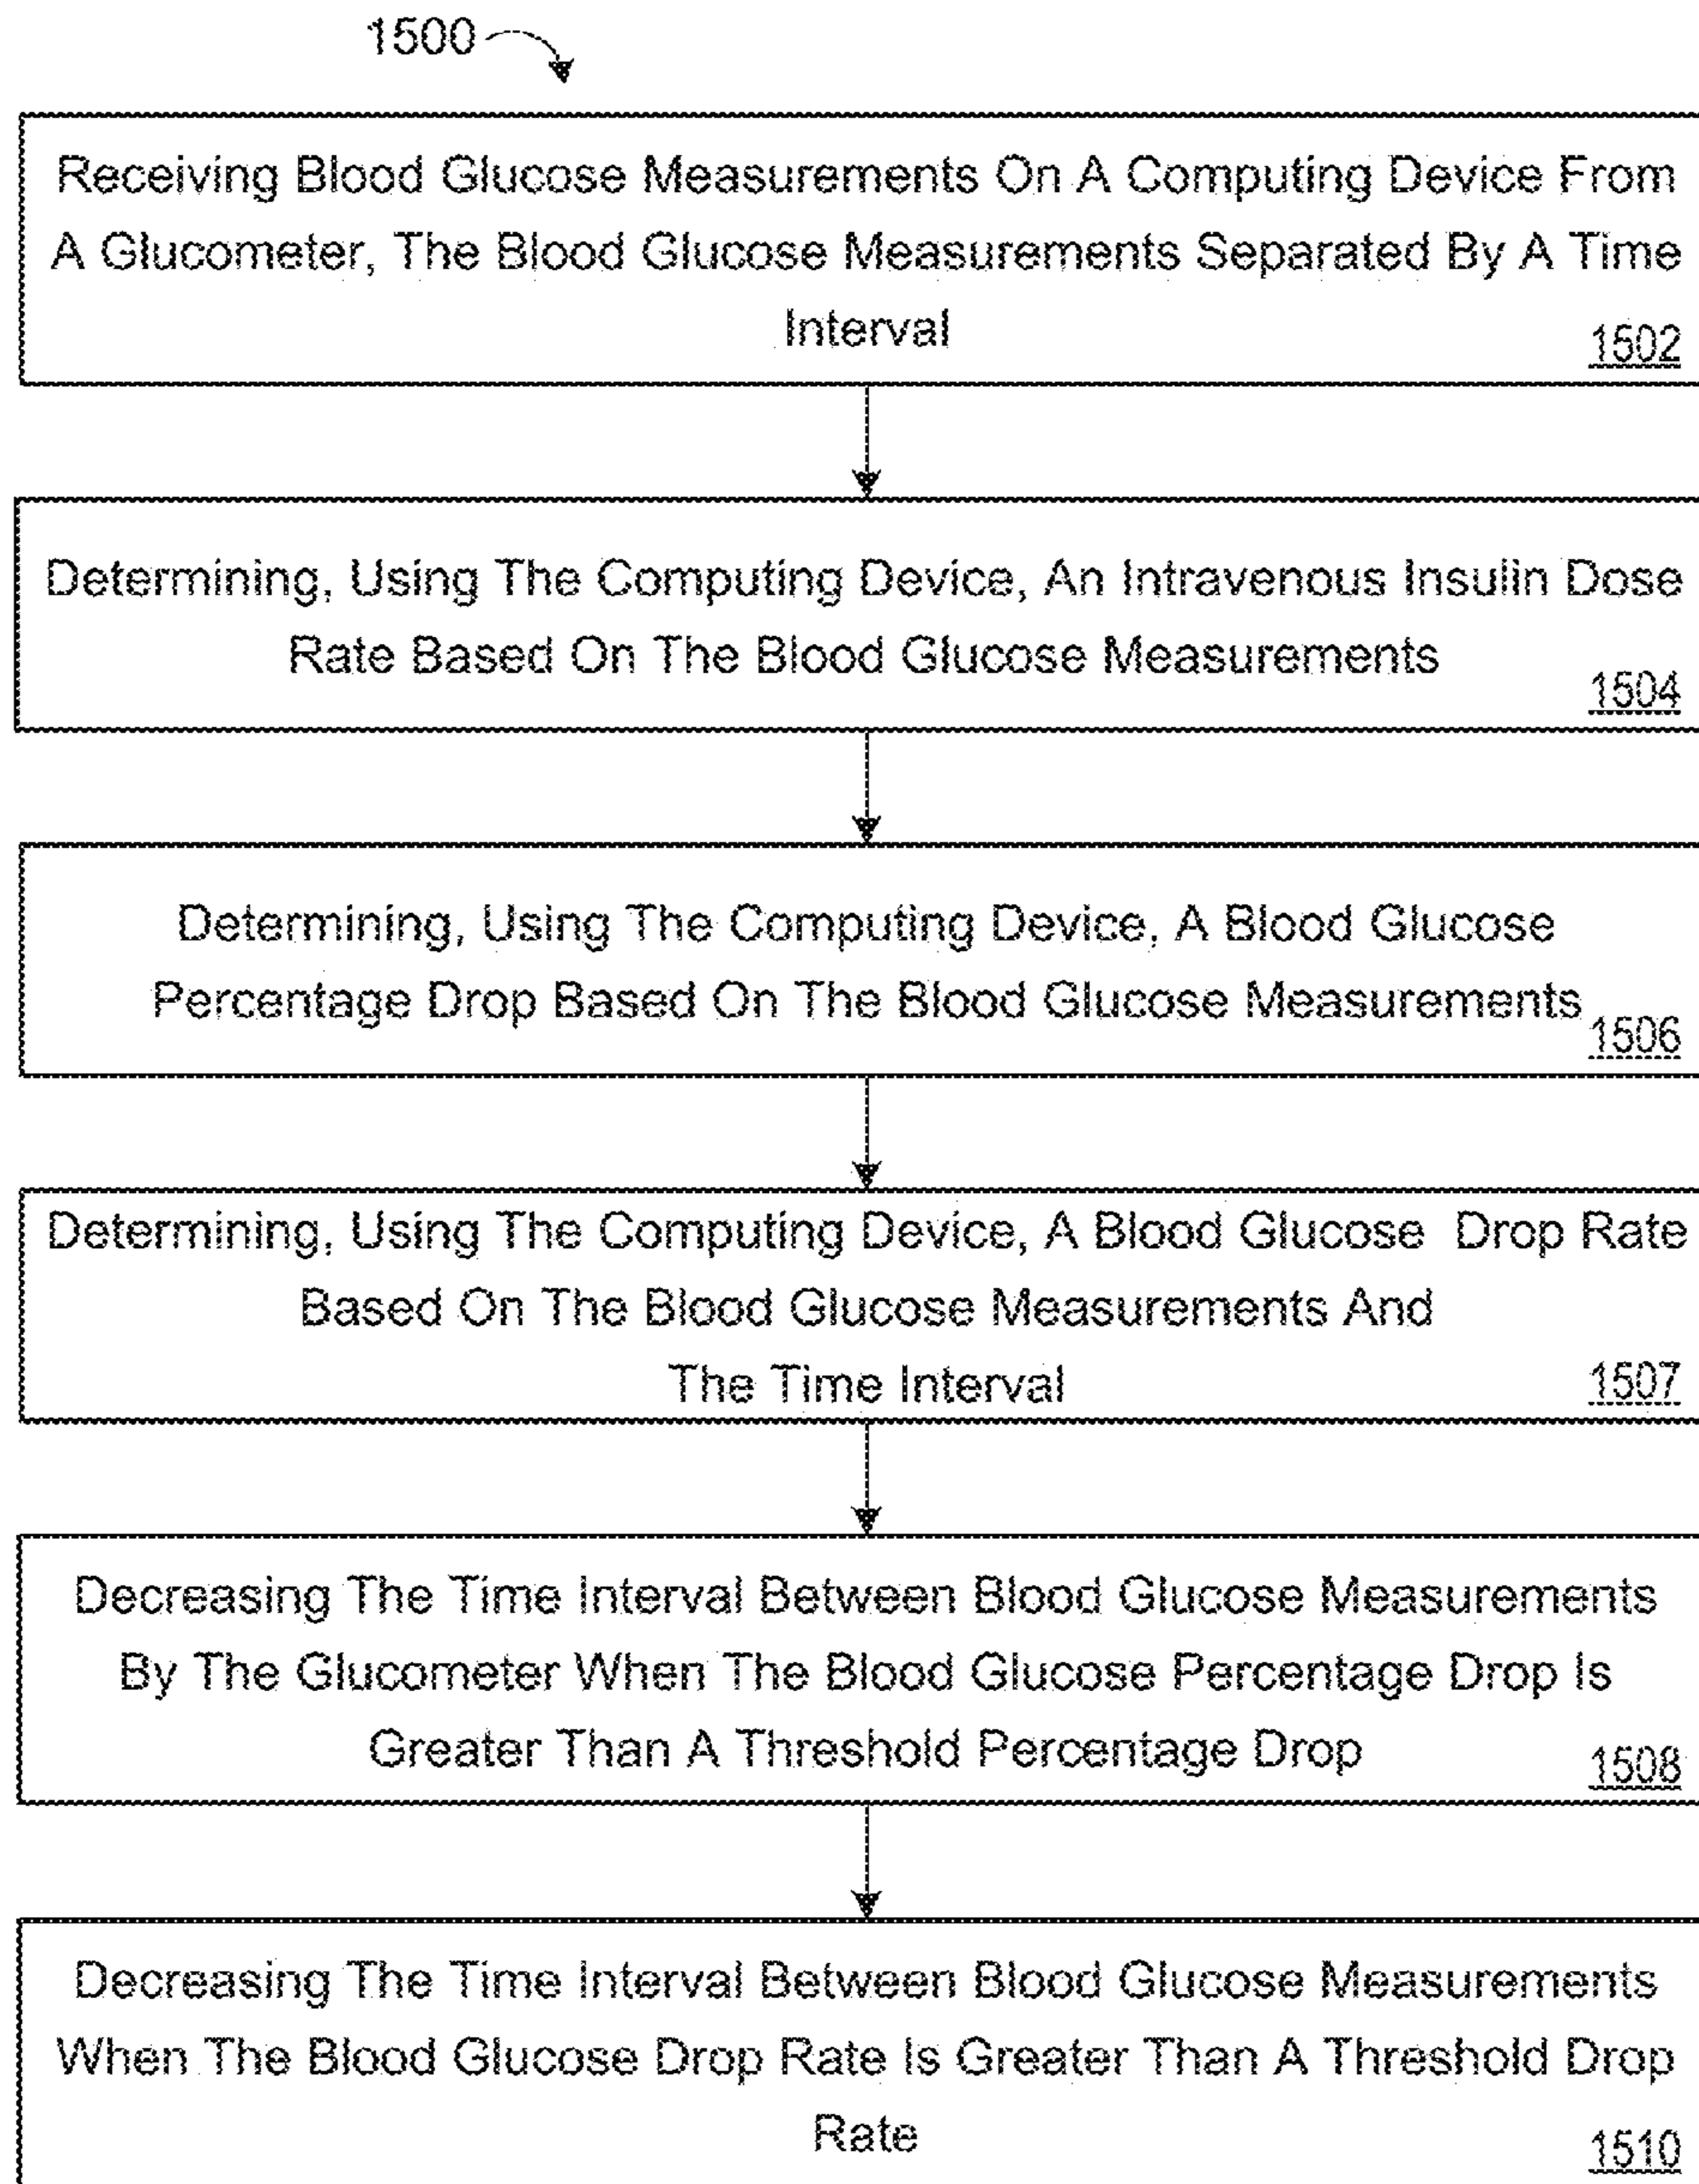 1500
Receiving Blood Glucose Measurements On A Computing Device From
A Glucometer, The Blood Glucose Measurements Separated By A Time
Interval
1502
Determining, Using The Computing Device, An Intravenous Insulin Dose
Rate Based On The Blood Glucose Measurements
1504
Determining, Using The Computing Device, A Blood Glucose
Percentage Drop Based On The Blood Glucose Measurements
1506
Determining, Using The Computing Device, A Blood Glucose Drop Rate
Based On The Blood Glucose Measurements And
The Time Interval
1507
Decreasing The Time Interval Between Blood Glucose Measurements
By The Glucometer When The Blood Glucose Percentage Drop Is
Greater Than A Threshold Percentage Drop
1508
Decreasing The Time Interval Between Blood Glucose Measurements
When The Blood Glucose Drop Rate Is Greater Than A Threshold Drop
Rate
1510